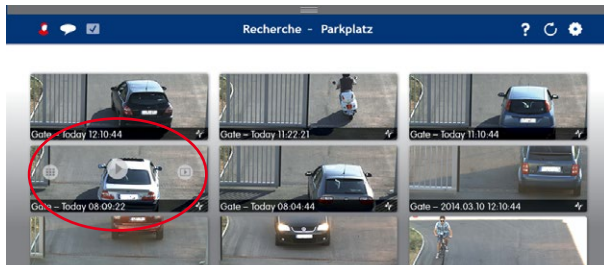 Recherche - Parkplatz ?
Gate – Today 12:10:44
Gate – Today 11:22:21
Gate – Today 11:10:44
Gate – Today 08:09:22
Gate – Today 08:04:44
Gate – 2014.03.10 12:10:44